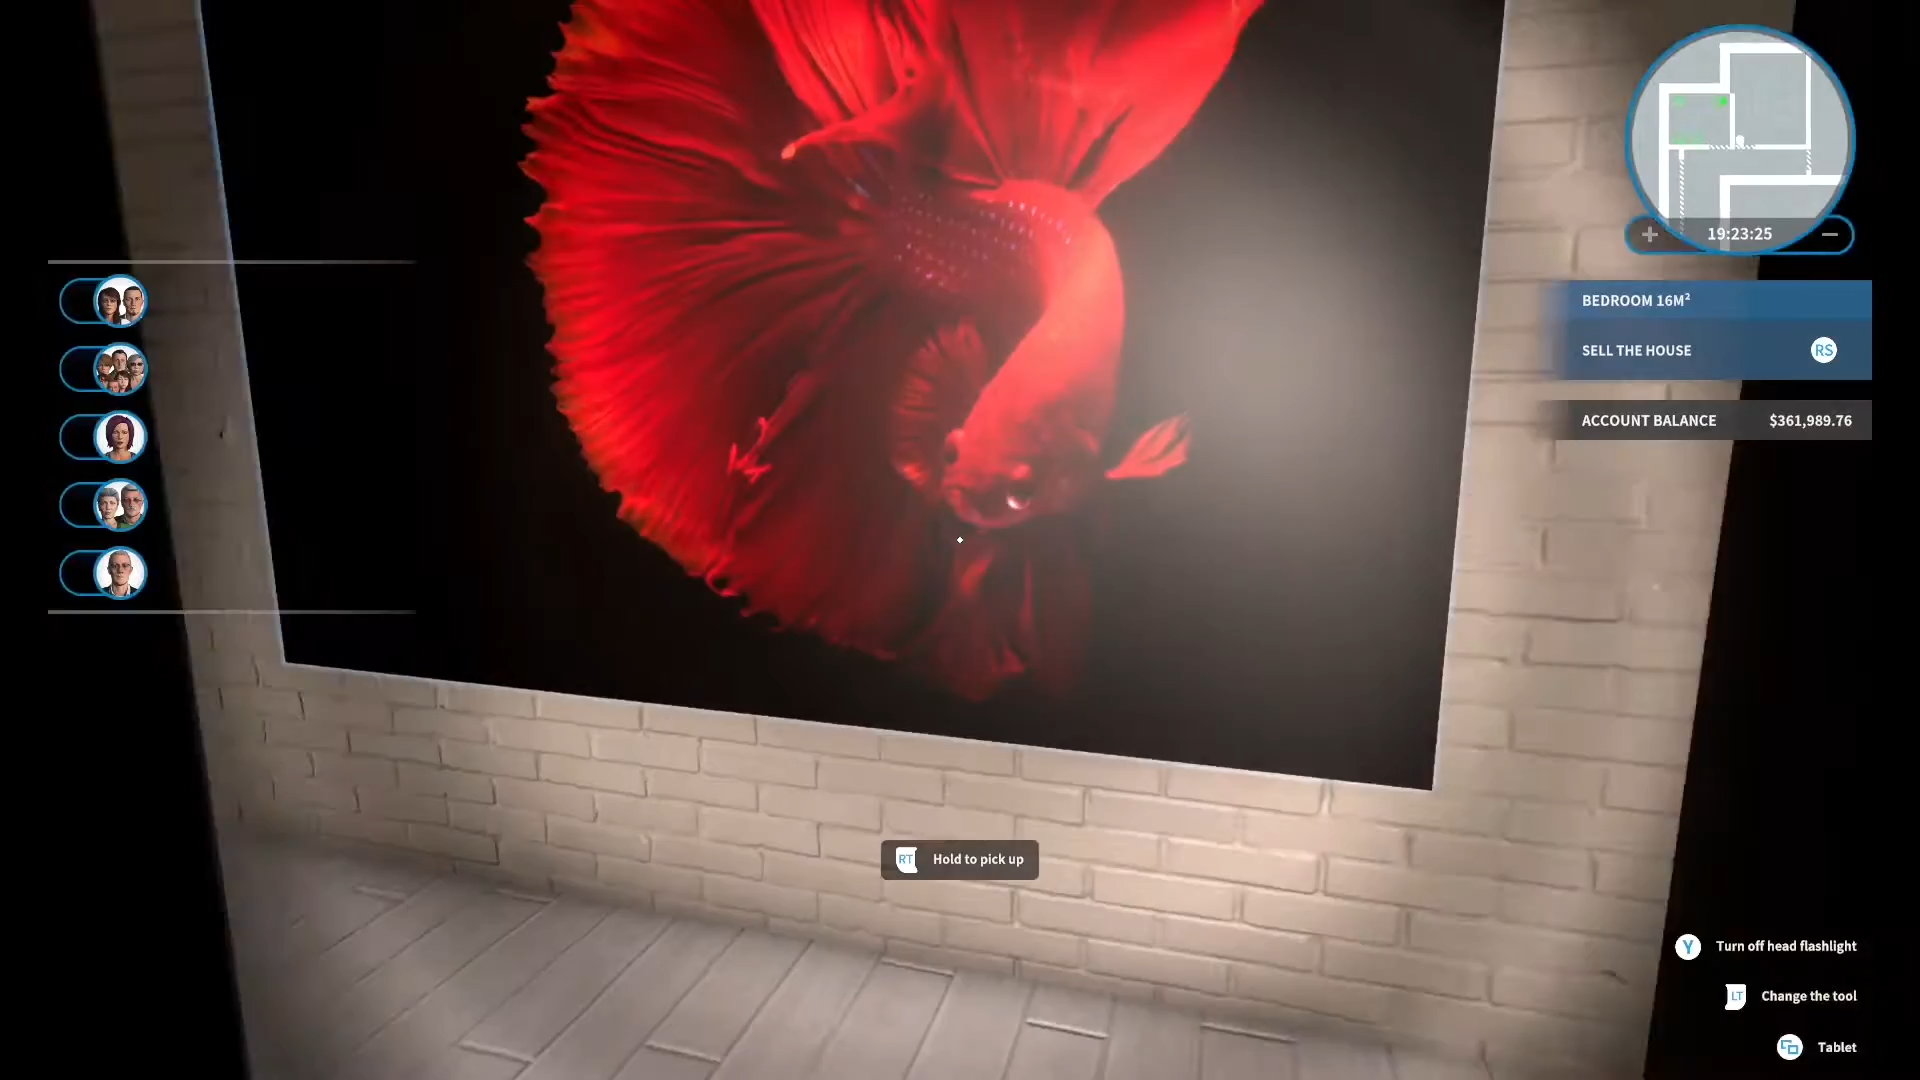 19:23:25
BEDROOM 16M²
SELL THE HOUSE RS
ACCOUNT BALANCE $361,989.76
RT Hold to pick up
Y Turn off head flashlight
LT Change the tool
Tablet